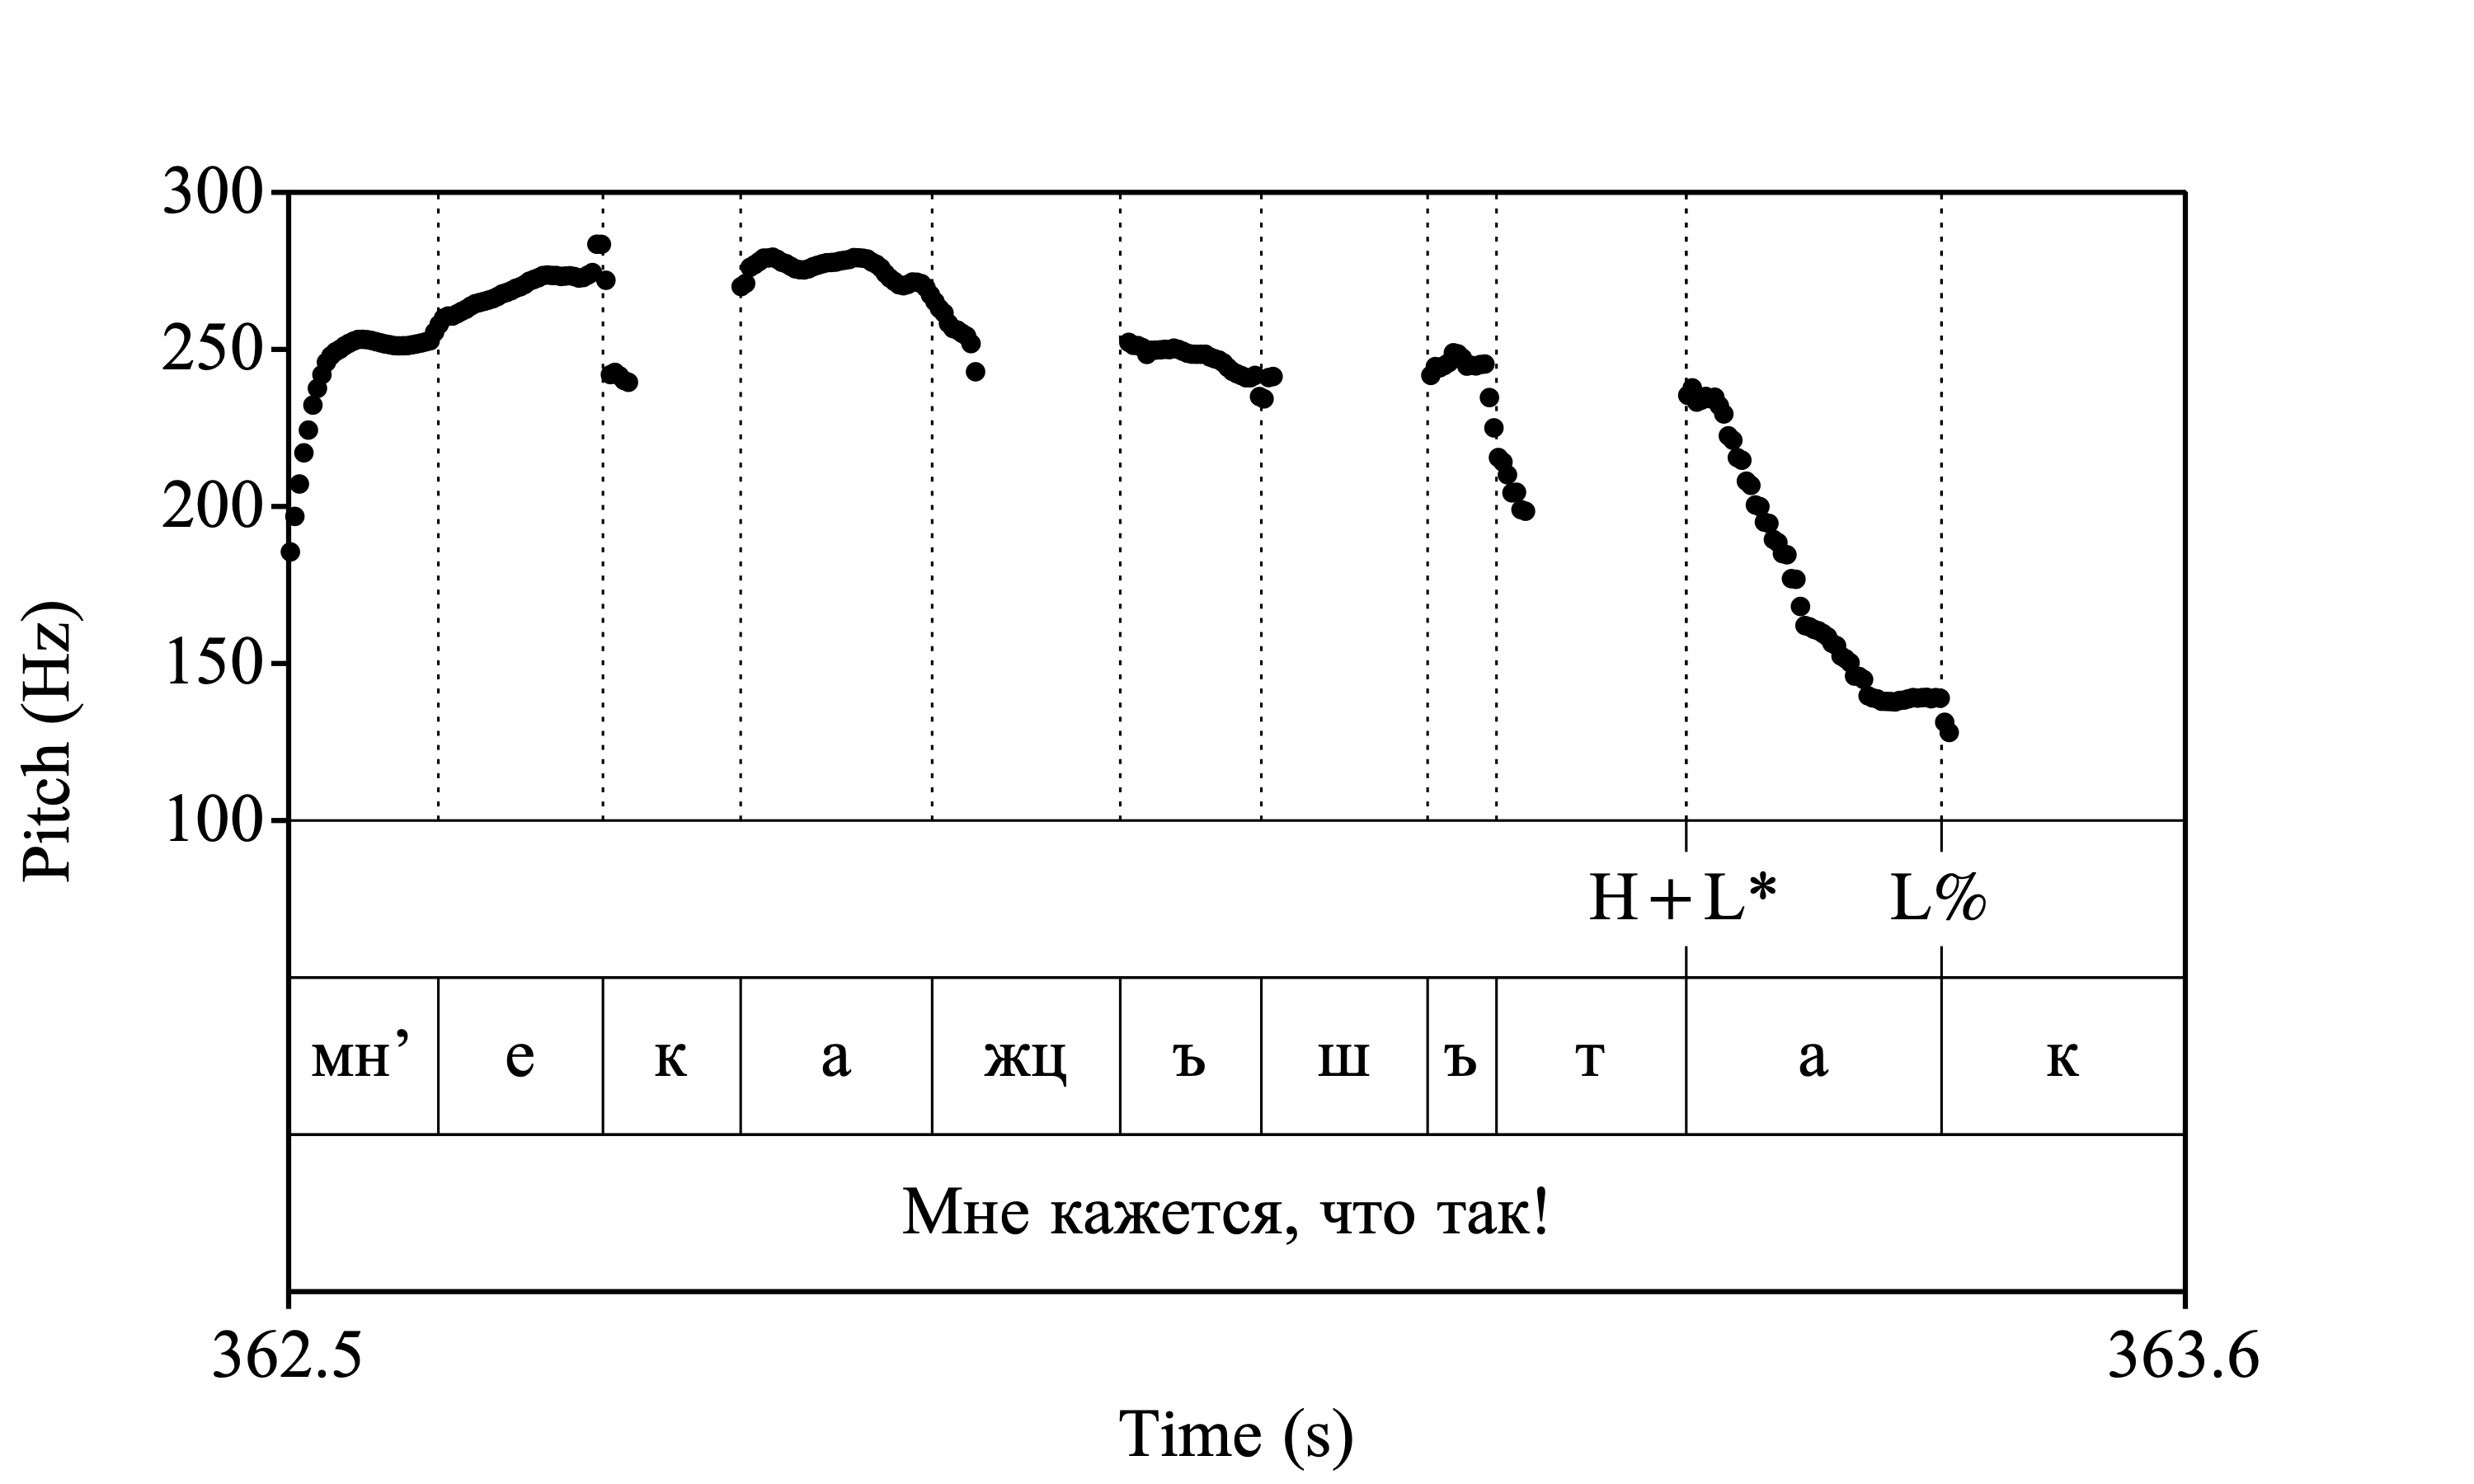 300
250
200
150
100
Pitch (Hz)
H+L* L%
мн’ е к а жц ъ ш ъ т а к
Мне кажется, что так!
362.5 363.6
Time (s)